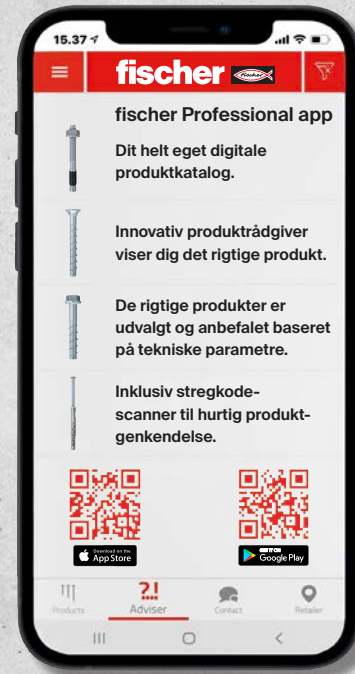 15.37
fischer fischer
fischer Professional app
Dit helt eget digitale
produktkatalog.
Innovativ produktrådgiver
viser dig det rigtige produkt.
De rigtige produkter er
udvalgt og anbefalet baseret
på tekniske parametre.
Inklusiv stregkode-
scanner til hurtig produkt-
genkendelse.
Download on the
App Store
GET IT ON
Google Play
?!
Products
Adviser
Contact
Retailer